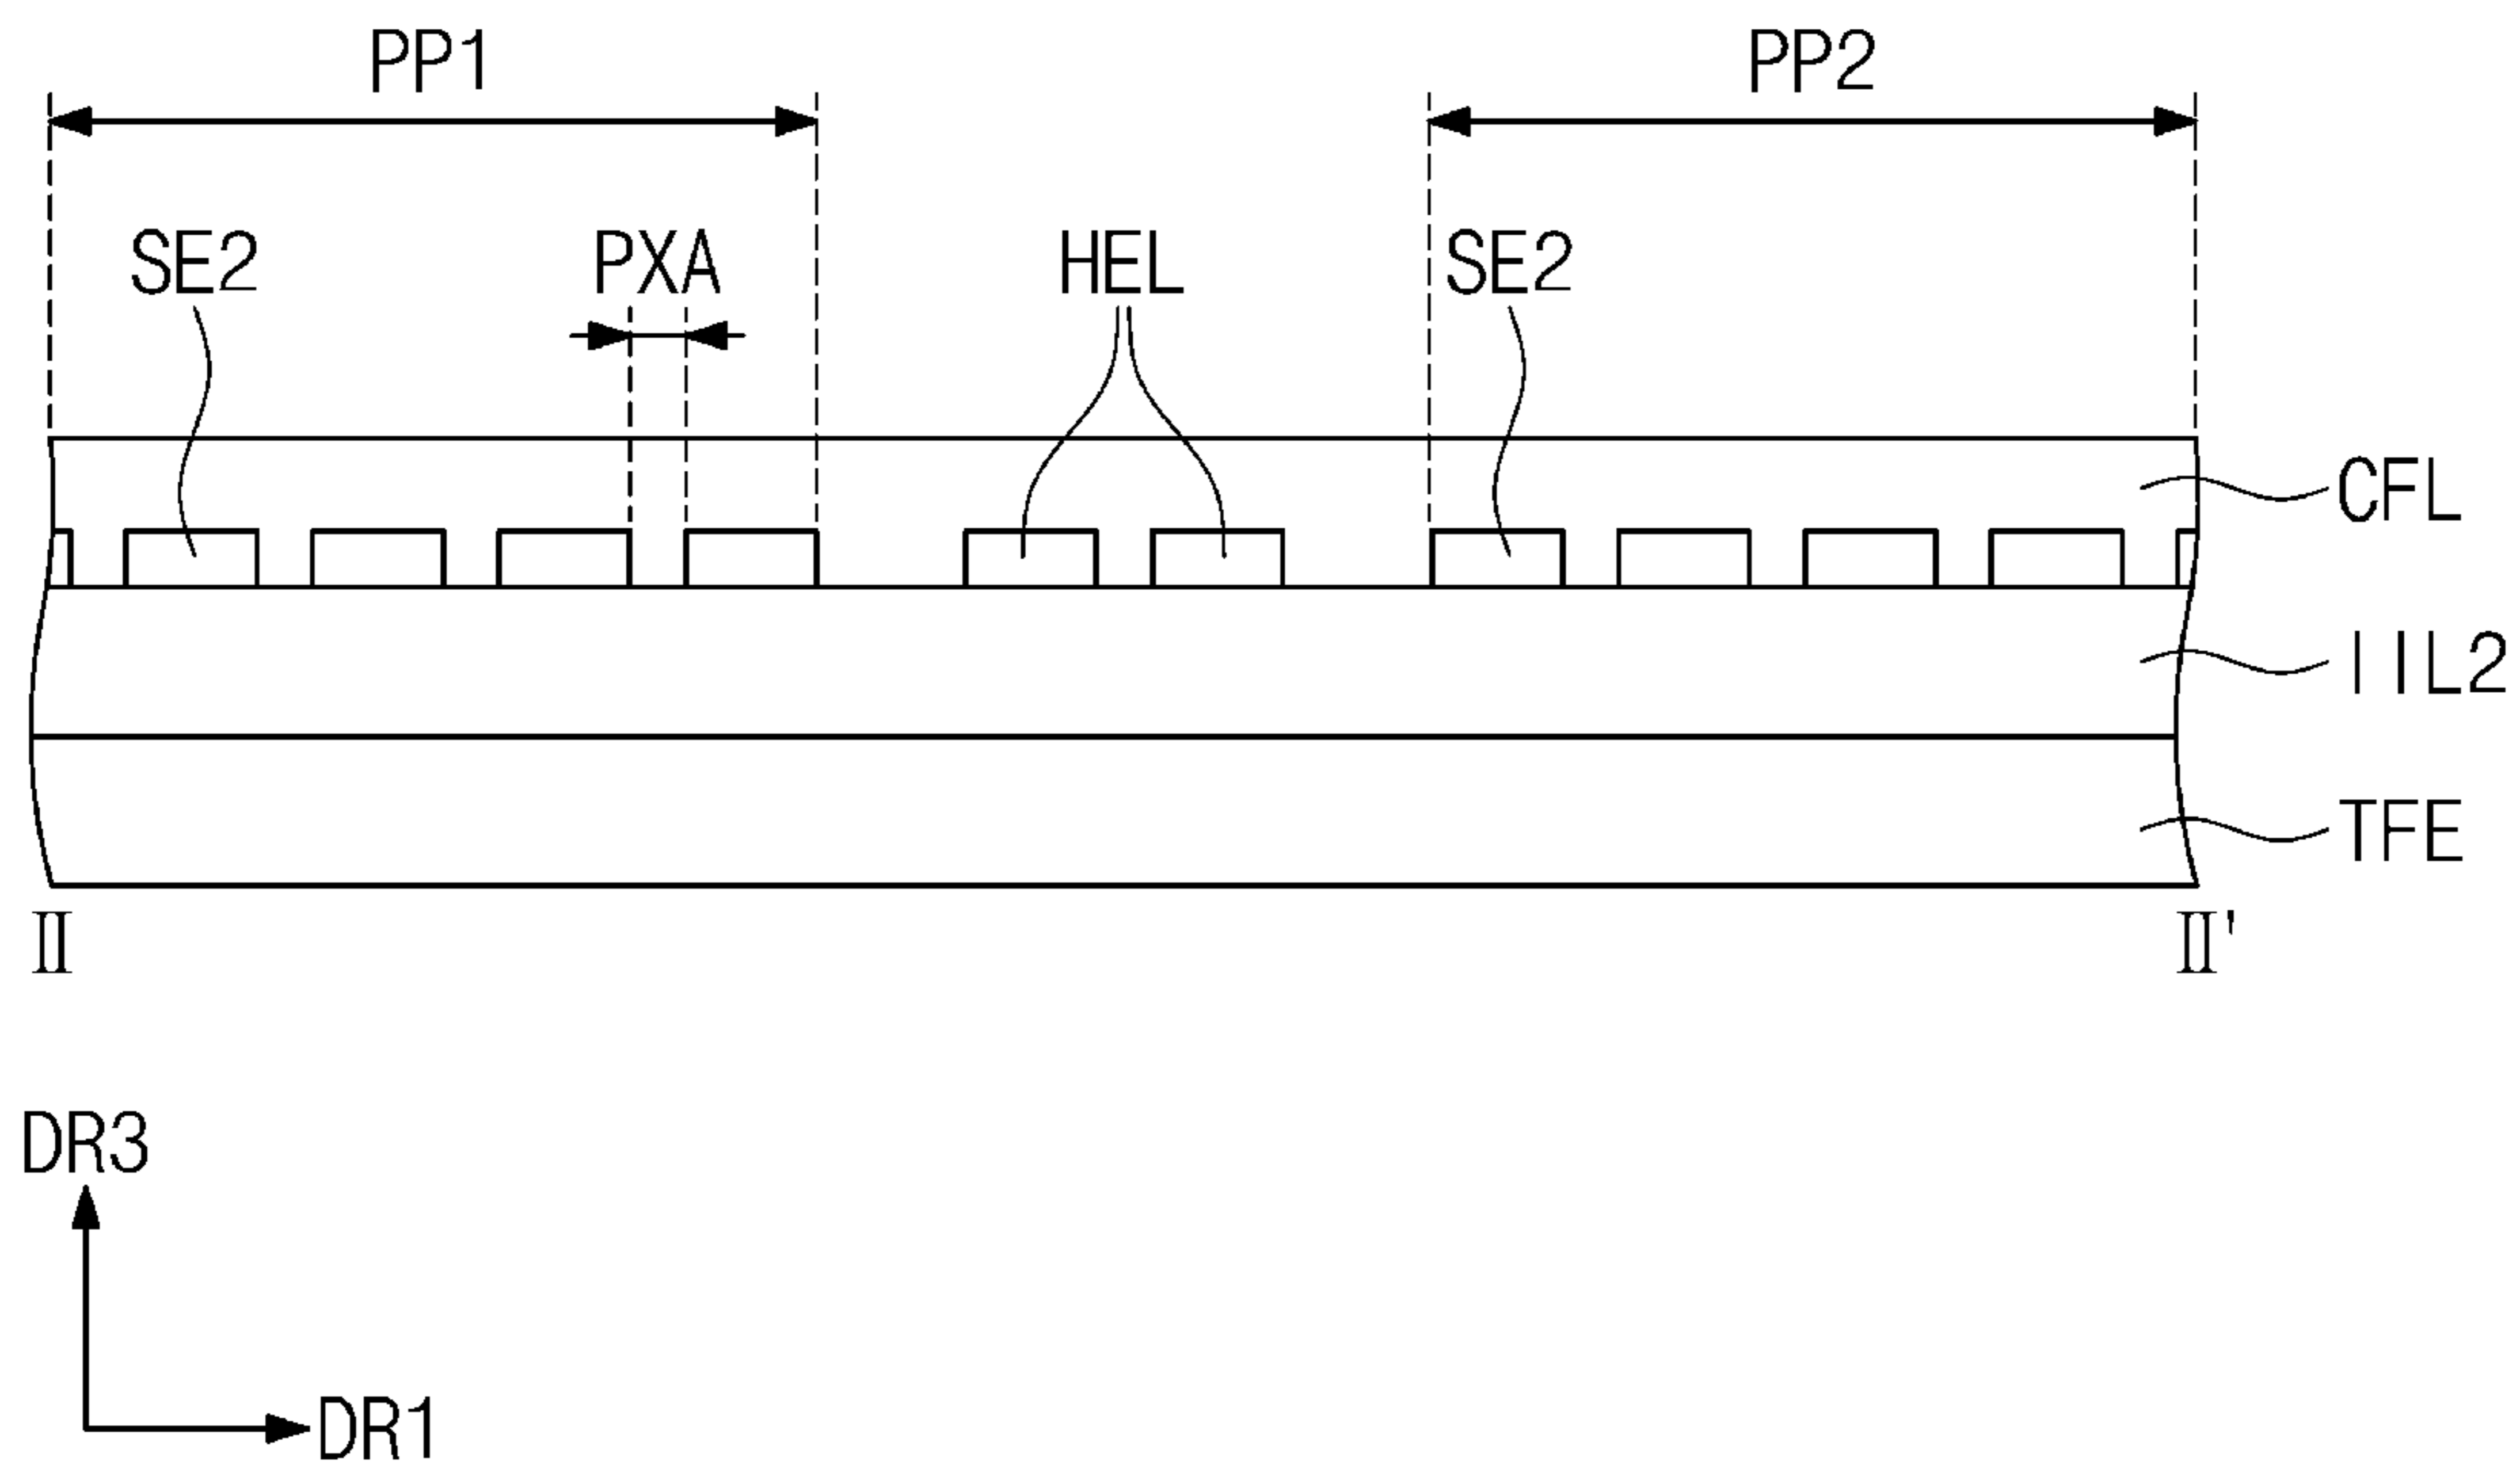 PP1 PP2
SE2 PXA HEL SE2
CFL
IIL2
TFE
Ⅱ Ⅱ'
DR3
DR1